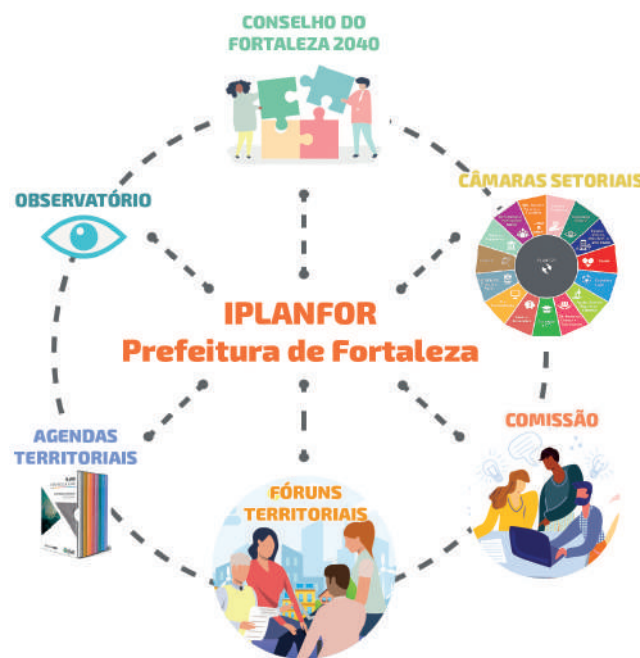 CONSELHO DO
FORTALEZA 2040
OBSERVATÓRIO
CÂMARAS SETORIAIS
IPLANFOR
Prefeitura de Fortaleza
AGENDAS
TERRITORIAIS
FÓRUNS
TERRITORIAIS
COMISSÃO